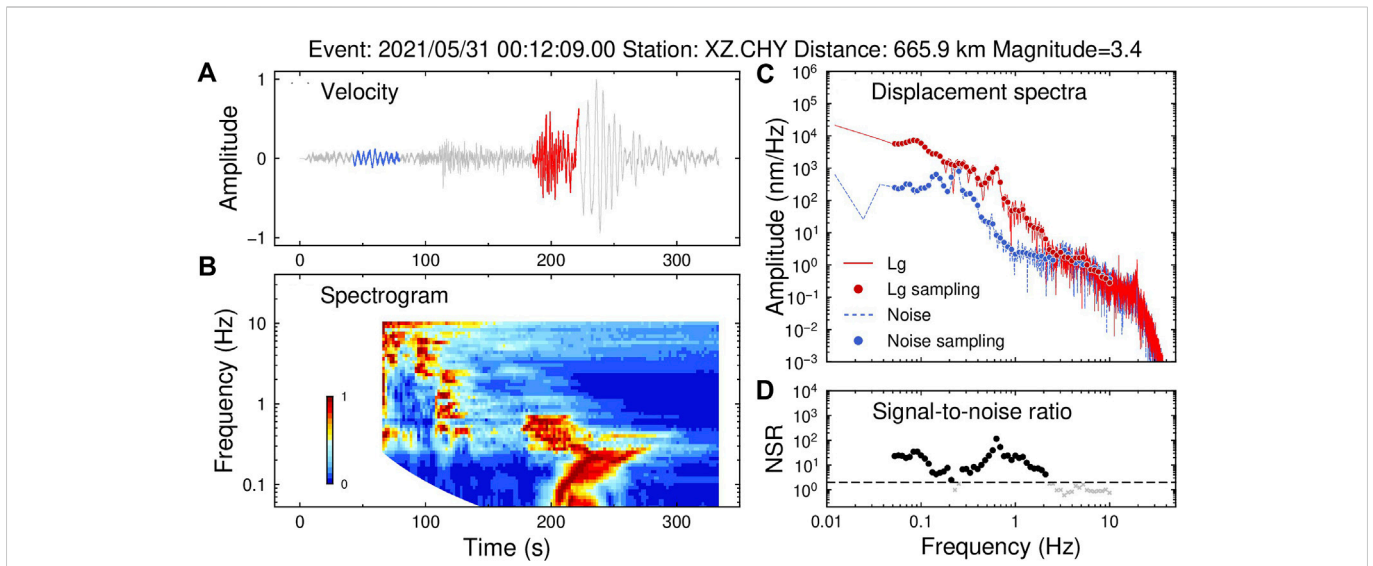 Event: 2021/05/31 00:12:09.00 Station: XZ.CHY Distance: 665.9 km Magnitude=3.4
A
Velocity
Amplitude
1
0
−1
0
100
200
300
B
Spectrogram
Frequency (Hz)
10
1
0.1
1
0
0
100
200
300
Time (s)
C
Displacement spectra
Amplitude (nm/Hz)
10^6
10^5
10^4
10^3
10^2
10^1
10^0
10^−1
10^−2
10^−3
Lg
Lg sampling
Noise
Noise sampling
D
Signal-to-noise ratio
NSR
10^4
10^3
10^2
10^1
10^0
0.01
0.1
1
10
Frequency (Hz)